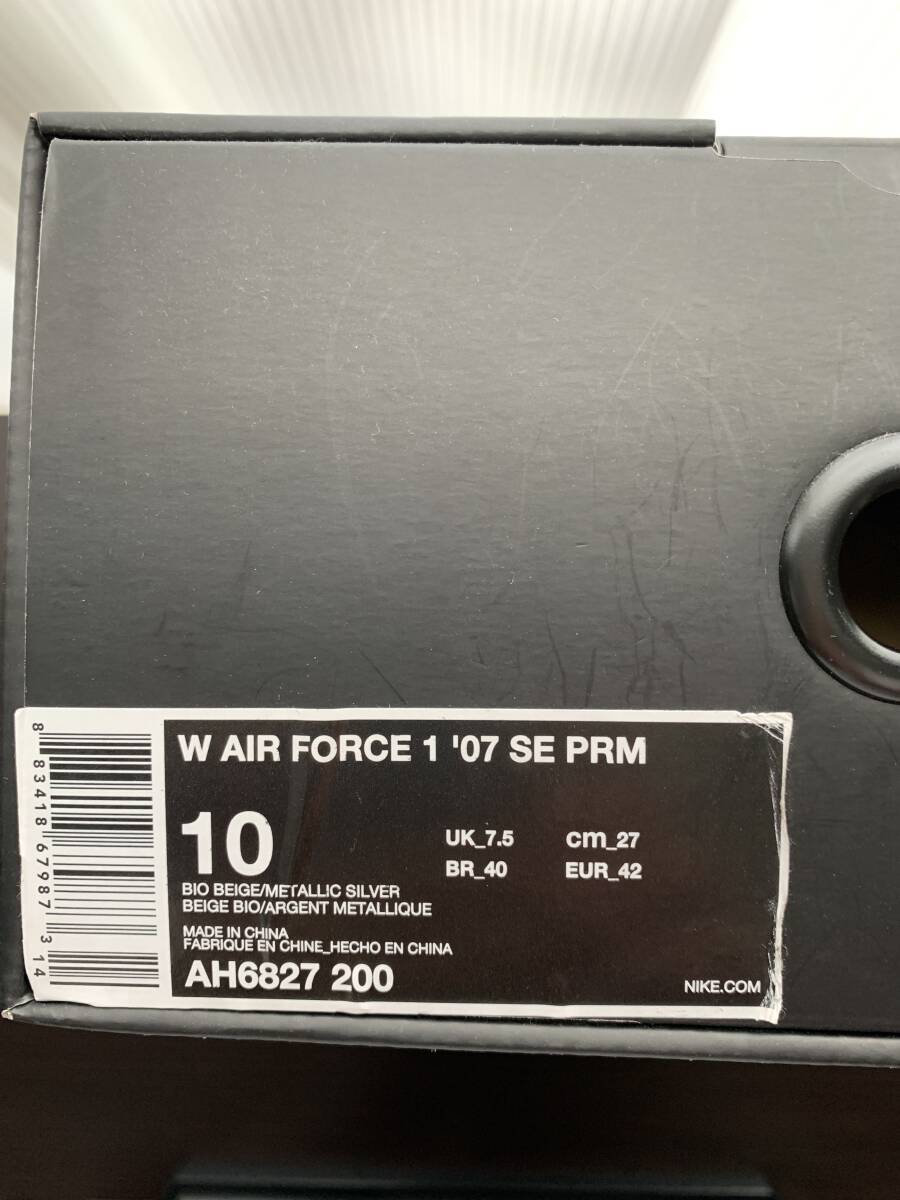 W AIR FORCE 1 '07 SE PRM
10
UK_7.5 cm_27
BR_40 EUR_42
BIO BEIGE/METALLIC SILVER
BEIGE BIO/ARGENT METALLIQUE
MADE IN CHINA
FABRIQUE EN CHINE_HECHO EN CHINA
AH6827 200
NIKE.COM
8 83418 67987 3 14